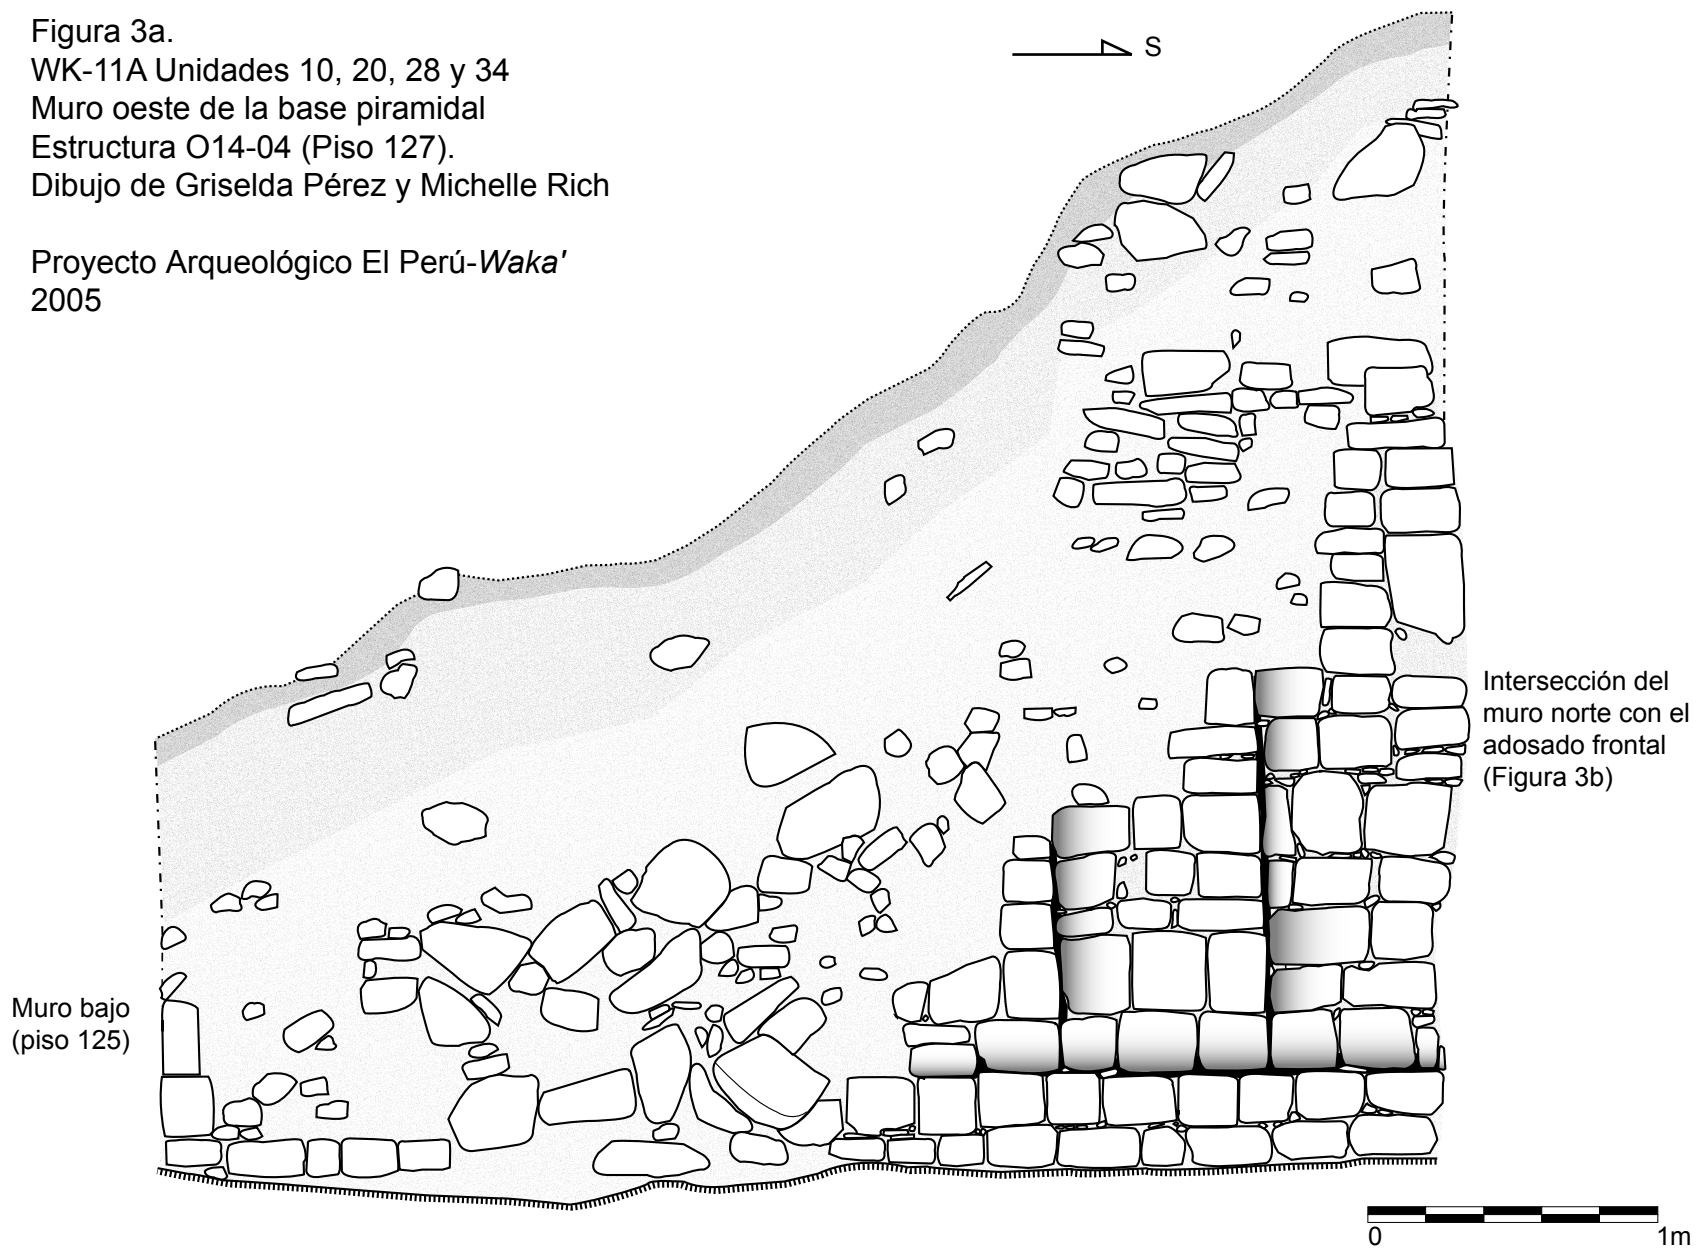 Figura 3a.
WK-11A Unidades 10, 20, 28 y 34
Muro oeste de la base piramidal
Estructura O14-04 (Piso 127).
Dibujo de Griselda Pérez y Michelle Rich
Proyecto Arqueológico El Perú-Waka'
2005
S
Intersección del
muro norte con el
adosado frontal
(Figura 3b)
Muro bajo
(piso 125)
0 1m